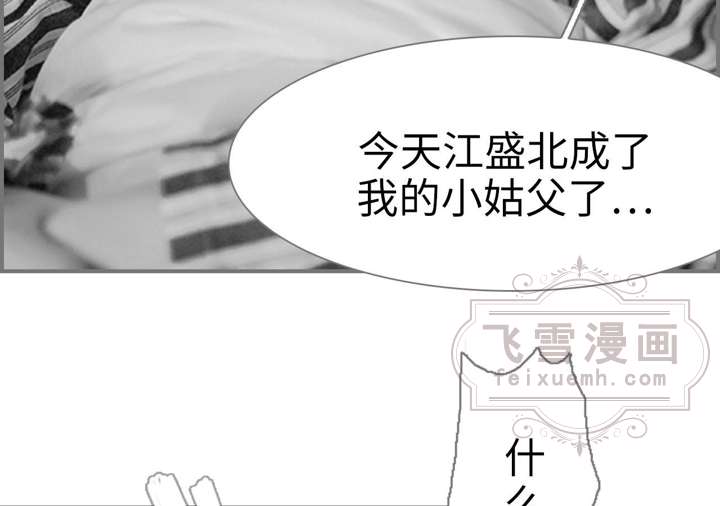 今天江盛北成了
我的小姑父了...
飞雪漫画
feixuemh.com
什
么